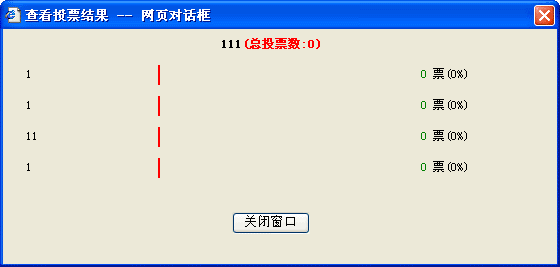 查看投票结果 -- 网页对话框
111(总投票数:0)
1 0 票(0%)
1 0 票(0%)
11 0 票(0%)
1 0 票(0%)
关闭窗口